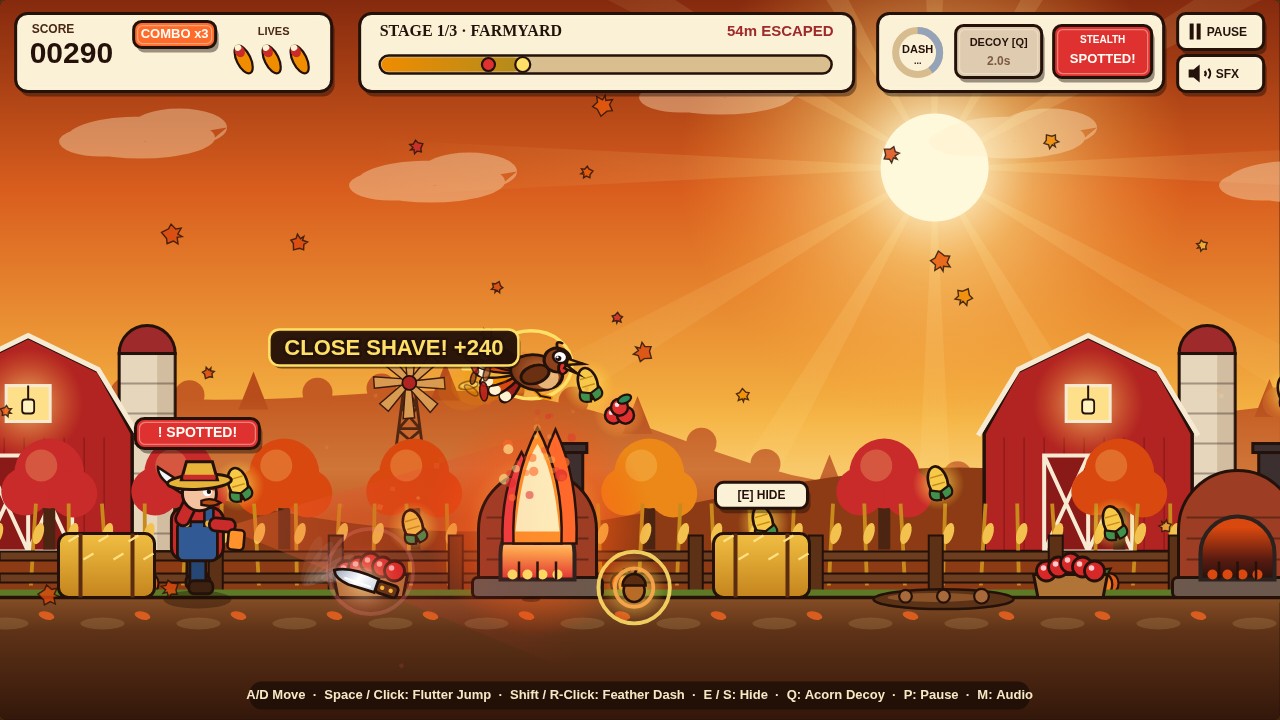 SCORE
00290
COMBO x3
LIVES
STAGE 1/3 · FARMYARD
54m ESCAPED
DASH
...
DECOY [Q]
2.0s
STEALTH
SPOTTED!
PAUSE
SFX
CLOSE SHAVE! +240
! SPOTTED!
[E] HIDE
A/D Move · Space / Click: Flutter Jump · Shift / R-Click: Feather Dash · E / S: Hide · Q: Acorn Decoy · P: Pause · M: Audio